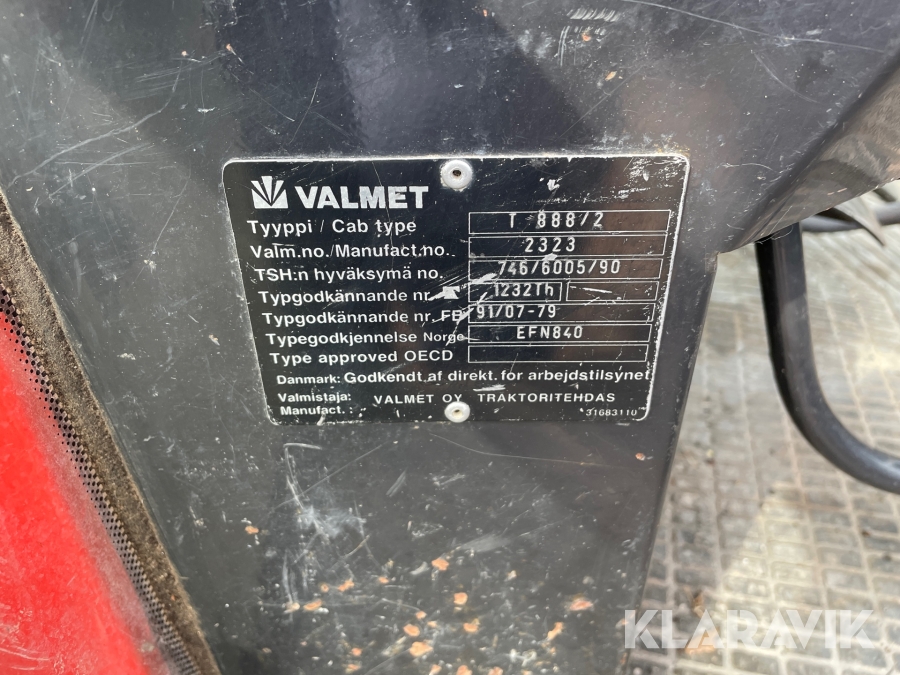 VALMET
Tyyppi / Cab type T 888/2
Valm.no./Manufact.no. 2323
TSH:n hyväksymä no. 746/6005/90
Typgodkännande nr. 1232Th
Typgodkännande nr. FB 91/07-79
Typegodkjennelse Norge EFN840
Type approved OECD
Danmark: Godkendt af direkt. for arbejdstilsynet
Valmistaja:
Manufact. : VALMET OY TRAKTORITEHDAS
31683110
KLARAVIK